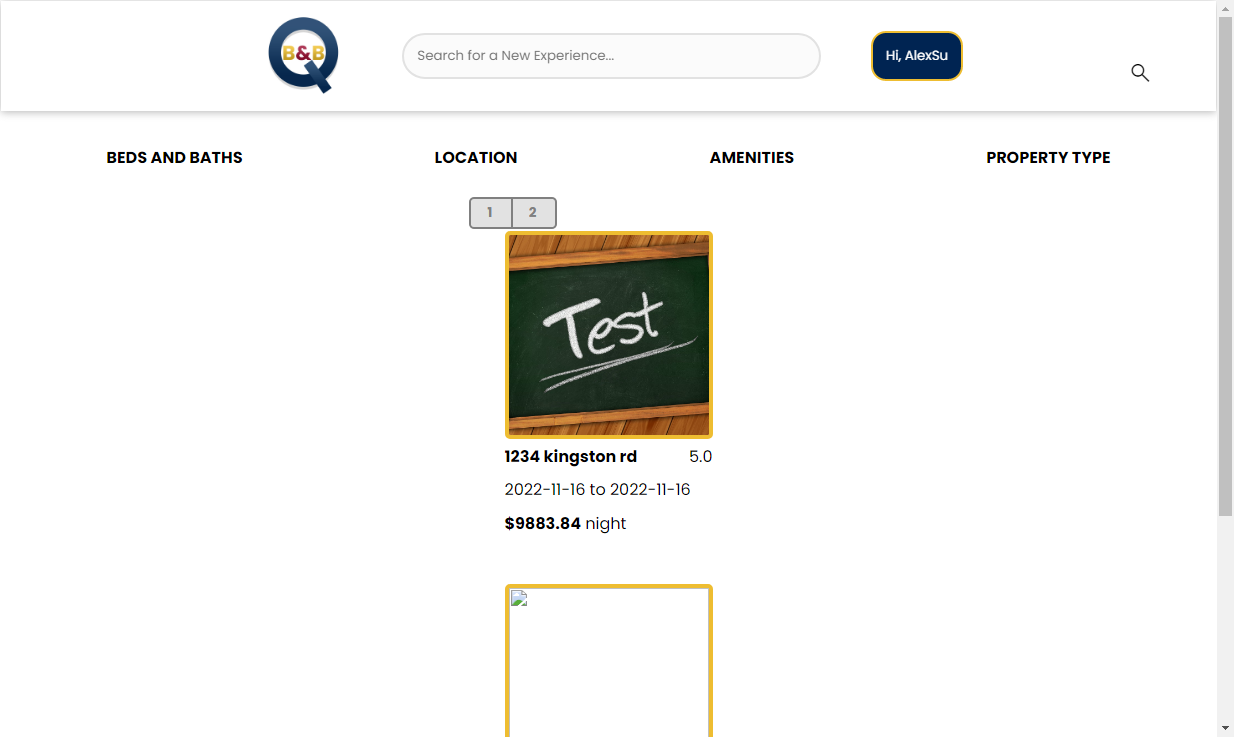 B&B
Search for a New Experience...
Hi, AlexSu
BEDS AND BATHS
LOCATION
AMENITIES
PROPERTY TYPE
1
2
Test
1234 kingston rd
5.0
2022-11-16 to 2022-11-16
$9883.84 night